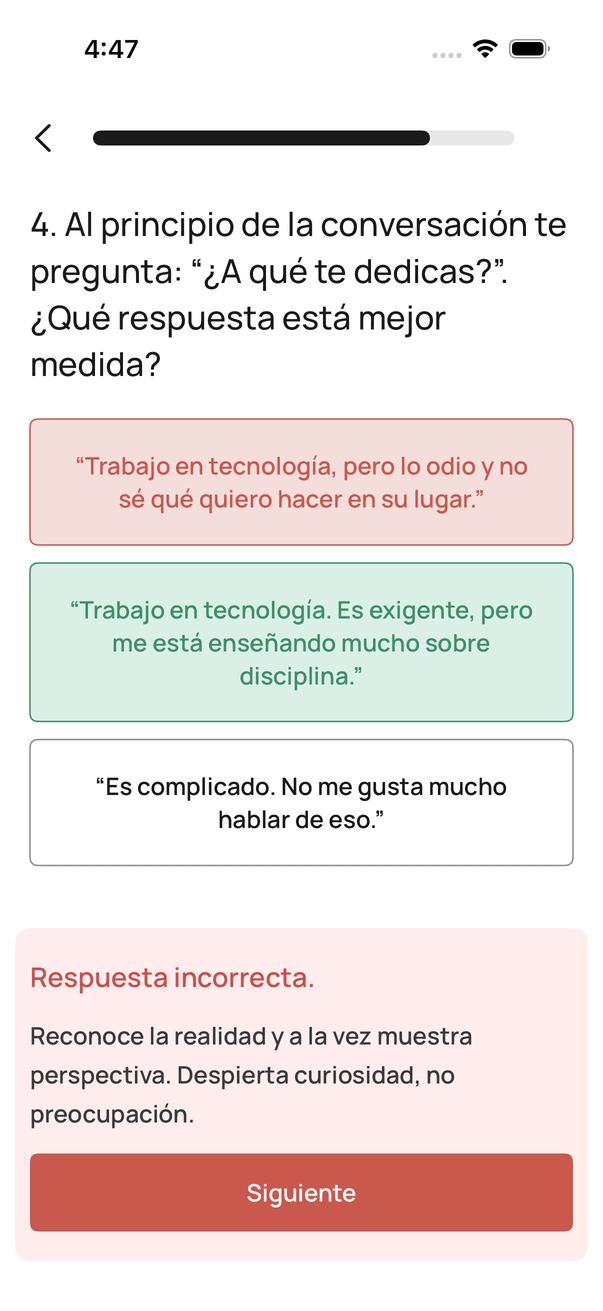 4:47
4. Al principio de la conversación te
pregunta: “¿A qué te dedicas?”.
¿Qué respuesta está mejor
medida?
“Trabajo en tecnología, pero lo odio y no
sé qué quiero hacer en su lugar.”
“Trabajo en tecnología. Es exigente, pero
me está enseñando mucho sobre
disciplina.”
“Es complicado. No me gusta mucho
hablar de eso.”
Respuesta incorrecta.
Reconoce la realidad y a la vez muestra
perspectiva. Despierta curiosidad, no
preocupación.
Siguiente